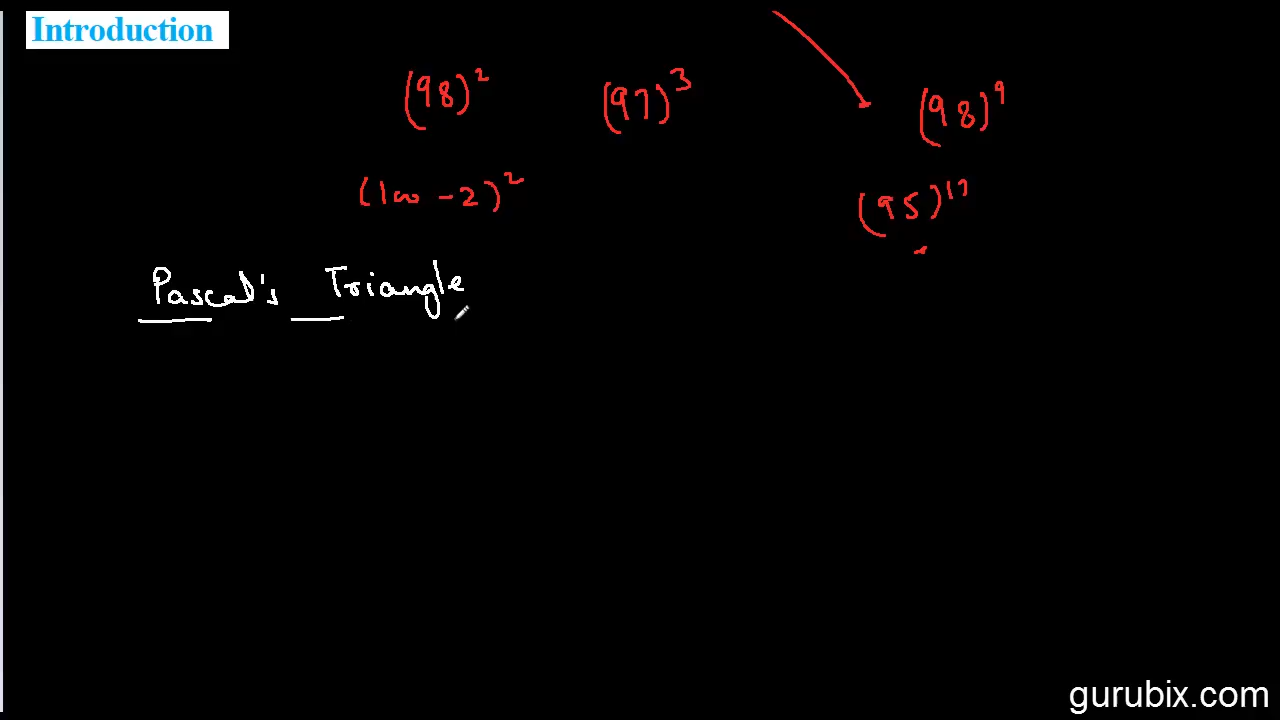 Introduction
(98)² (97)³ (98)⁹
(100 - 2)² (95)¹⁷
Pascal's Triangle
gurubix.com